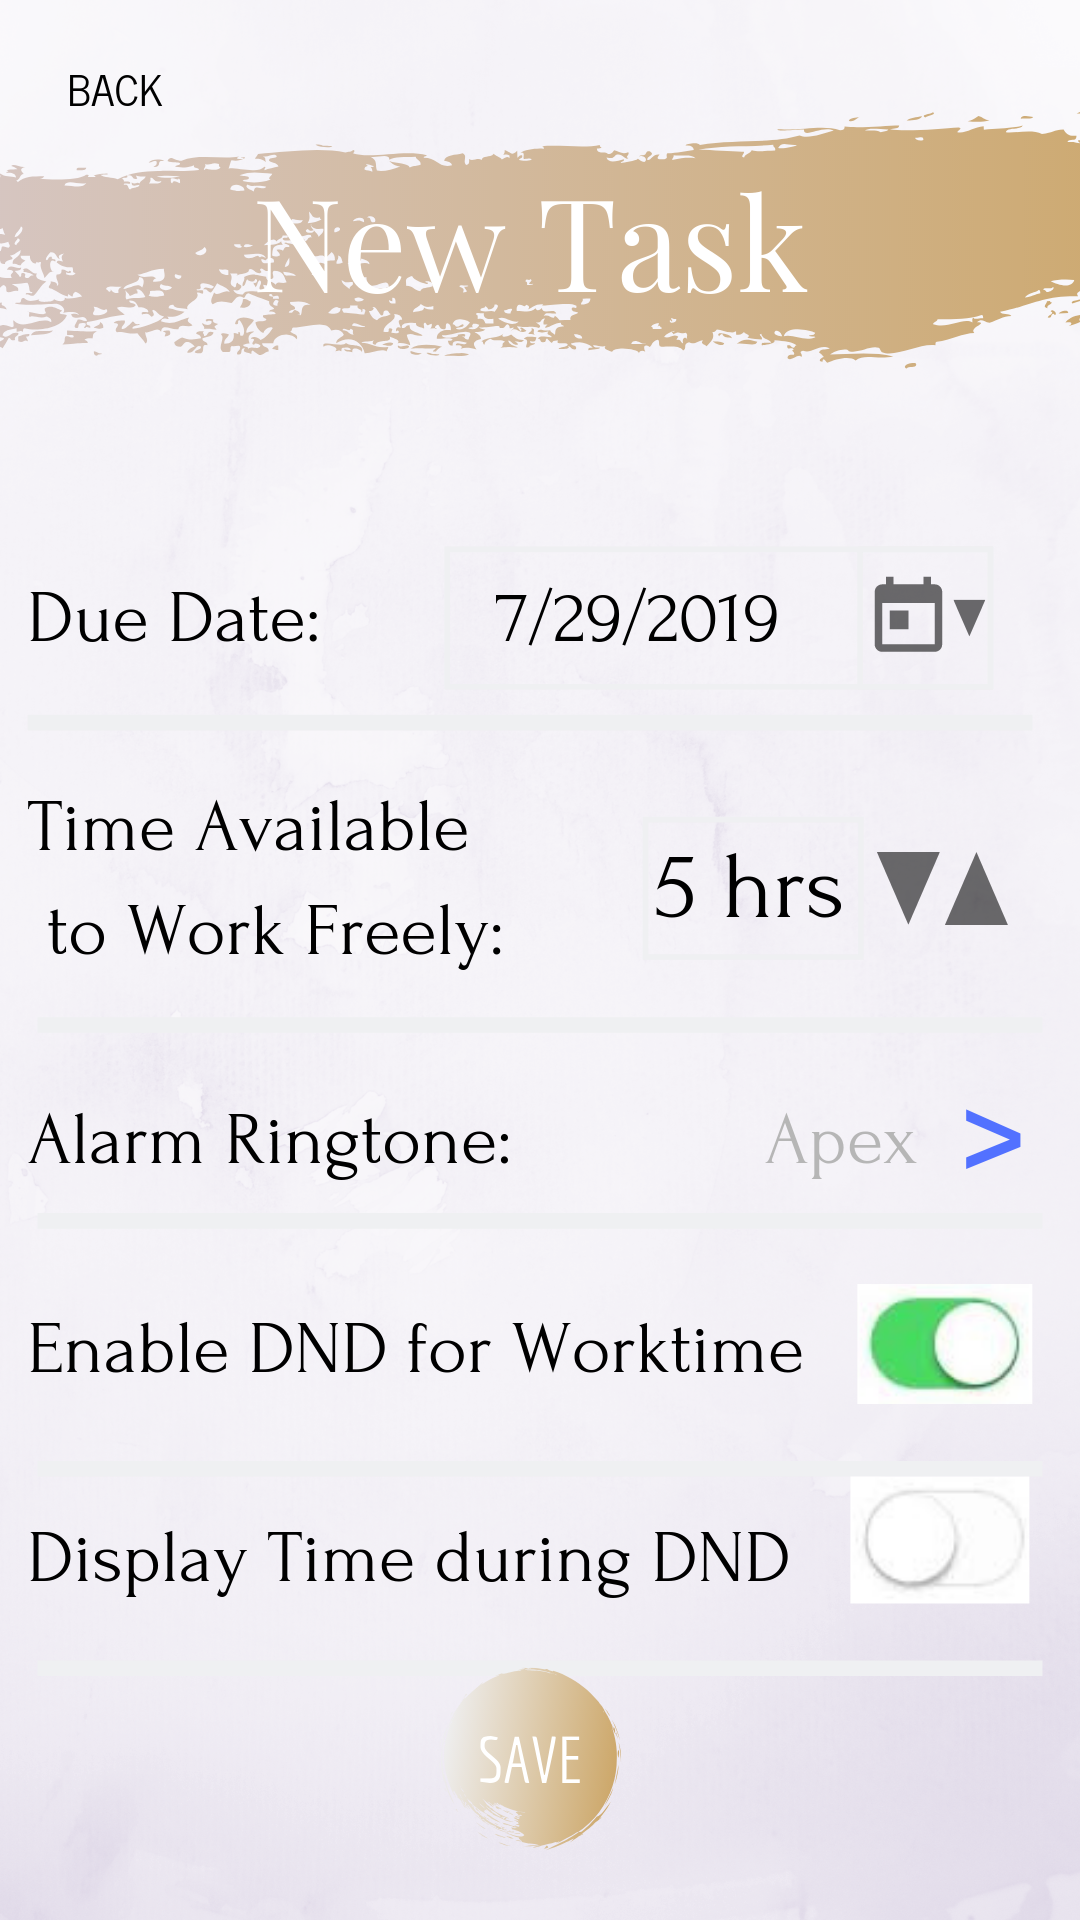 BACK
New Task
Due Date: 7/29/2019
Time Available
to Work Freely: 5 hrs
Alarm Ringtone: Apex >
Enable DND for Worktime
Display Time during DND
SAVE